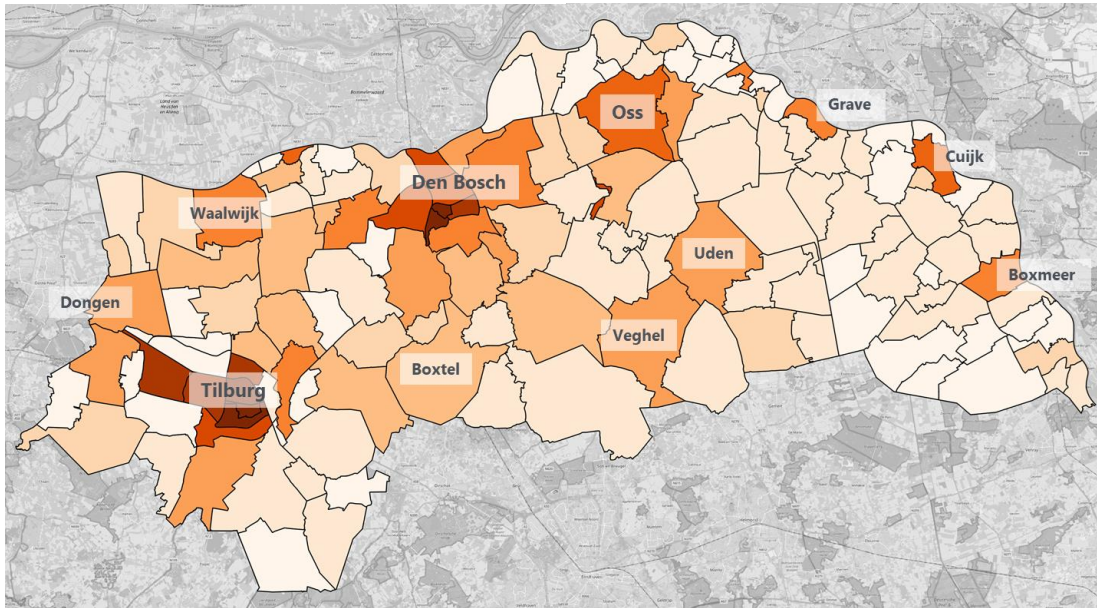 Oss
Grave
Cuijk
Den Bosch
Waalwijk
Uden
Boxmeer
Dongen
Veghel
Boxtel
Tilburg